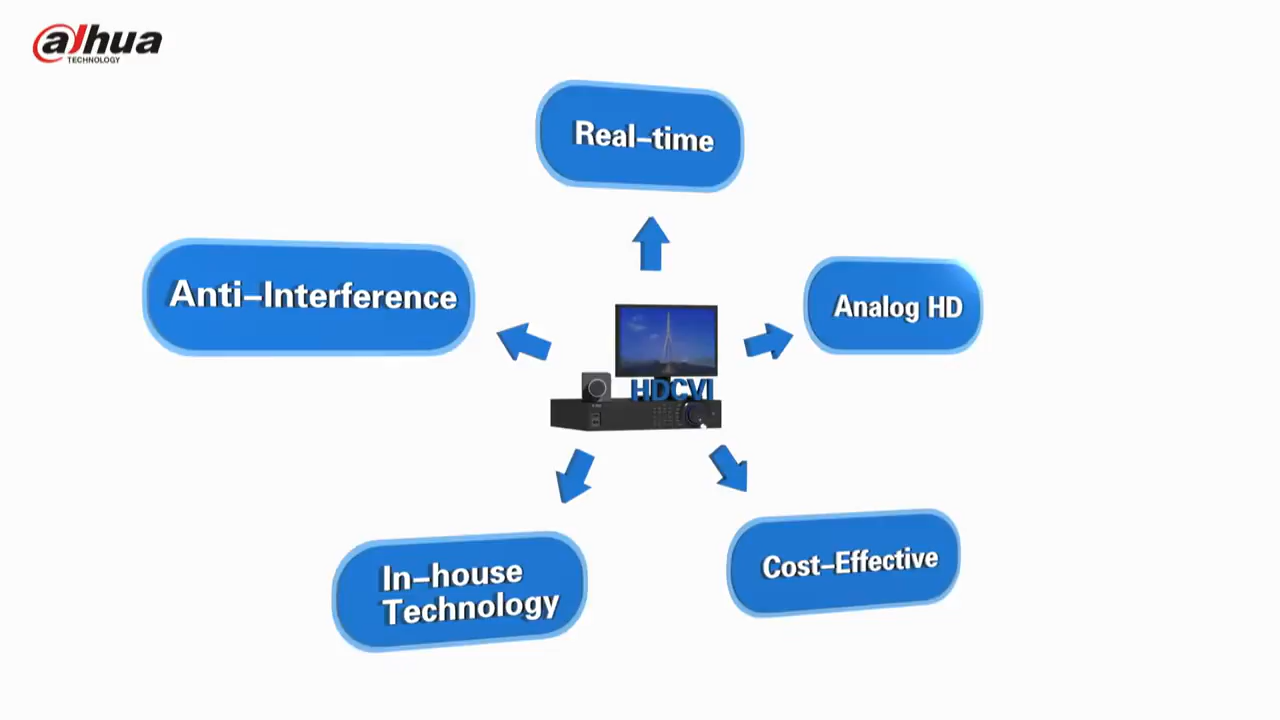 alhua
TECHNOLOGY
Real-time
Anti-Interference
Analog HD
HDCVI
In-house
Technology
Cost-Effective